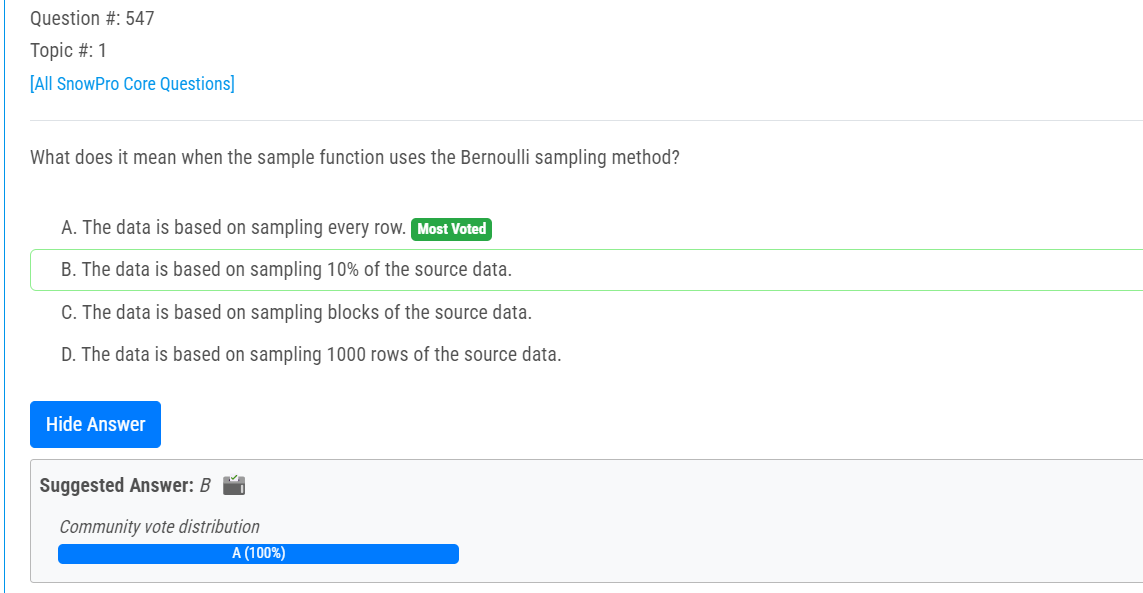 Question #: 547
Topic #: 1
[All SnowPro Core Questions]
What does it mean when the sample function uses the Bernoulli sampling method?
A. The data is based on sampling every row. Most Voted
B. The data is based on sampling 10% of the source data.
C. The data is based on sampling blocks of the source data.
D. The data is based on sampling 1000 rows of the source data.
Hide Answer
Suggested Answer: B
Community vote distribution
A (100%)